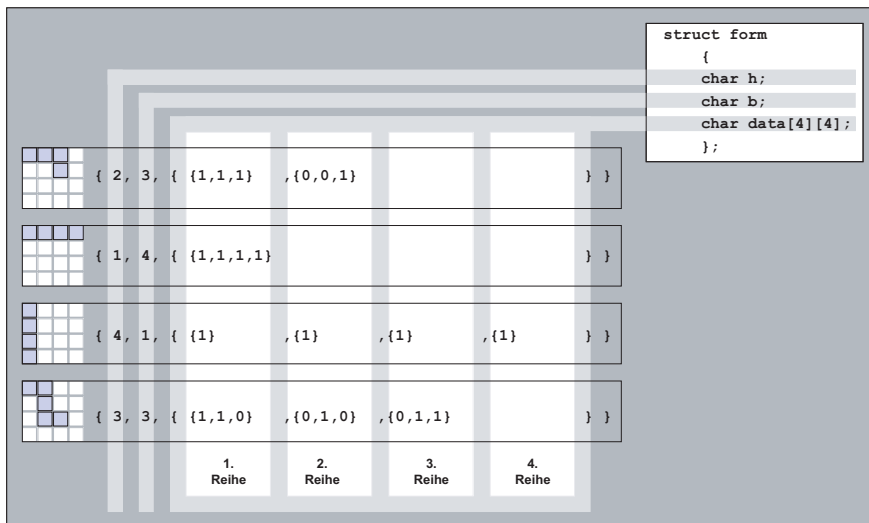 struct form
{
char h;
char b;
char data[4][4];
};
{ 2, 3, { {1,1,1} ,{0,0,1} } }
{ 1, 4, { {1,1,1,1} } }
{ 4, 1, { {1} ,{1} ,{1} ,{1} } }
{ 3, 3, { {1,1,0} ,{0,1,0} ,{0,1,1} } }
1. 2. 3. 4.
Reihe Reihe Reihe Reihe